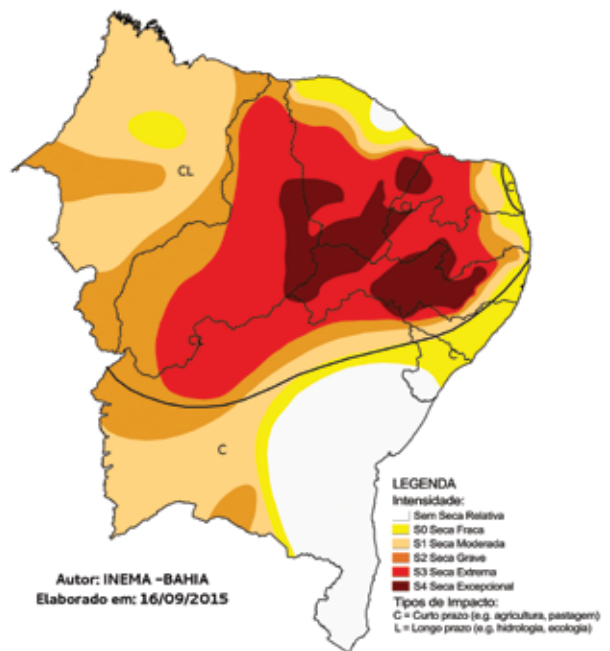 CL
C
LEGENDA
Intensidade:
Sem Seca Relativa
S0 Seca Fraca
S1 Seca Moderada
S2 Seca Grave
S3 Seca Extrema
S4 Seca Excepcional
Tipos de Impacto:
C = Curto prazo (e.g. agricultura, pastagem)
L = Longo prazo (e.g. hidrologia, ecologia)
Autor: INEMA -BAHIA
Elaborado em: 16/09/2015